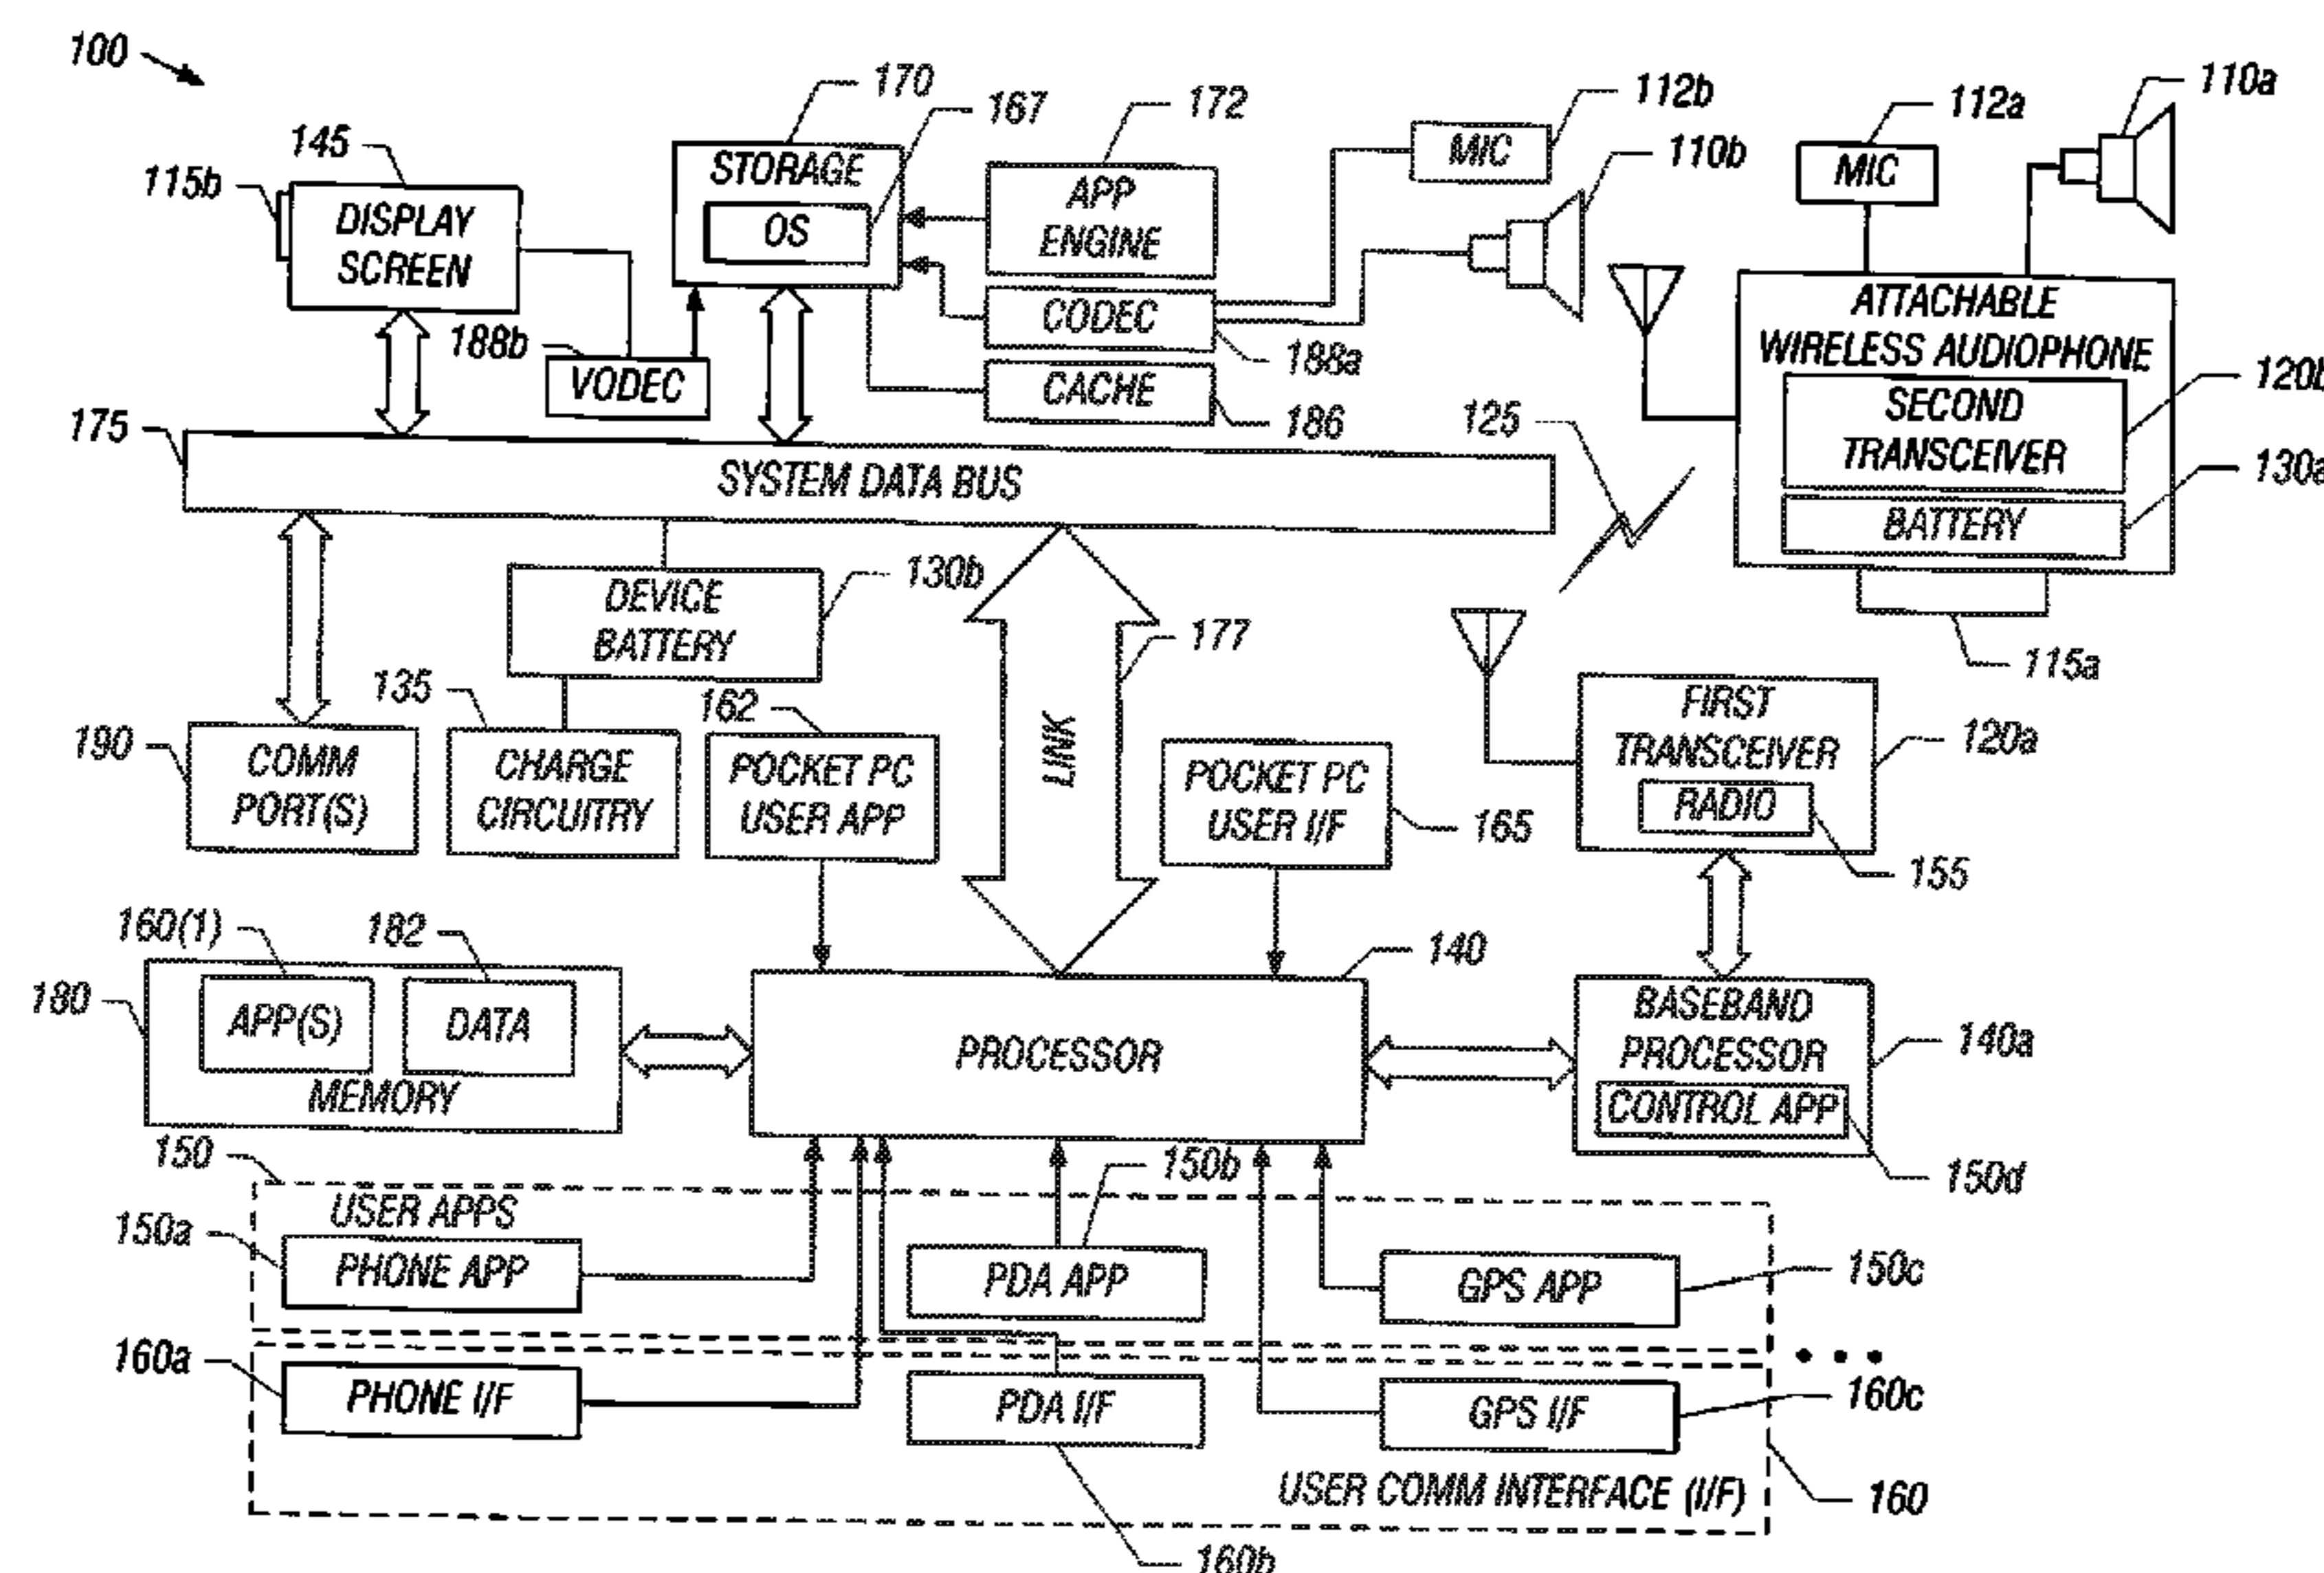 100
170
167
172
112b
112a
110a
145
115b
110b
STORAGE
OS
APP
ENGINE
MIC
MIC
DISPLAY
SCREEN
CODEC
188a
188b
VODEC
CACHE
186
ATTACHABLE
WIRELESS AUDIOPHONE
SECOND
TRANSCEIVER
BATTERY
120b
130a
125
175
SYSTEM DATA BUS
DEVICE
BATTERY
130b
177
115a
135
162
LINK
FIRST
TRANSCEIVER
RADIO
120a
155
190
COMM
PORT(S)
CHARGE
CIRCUITRY
POCKET PC
USER APP
POCKET PC
USER I/F
165
160(1)
182
140
180
APP(S)
DATA
MEMORY
PROCESSOR
BASEBAND
PROCESSOR
CONTROL APP
140a
150d
150
150b
USER APPS
150a
PHONE APP
PDA APP
GPS APP
150c
160a
PHONE I/F
PDA I/F
GPS I/F
160c
USER COMM INTERFACE (I/F)
160
160b